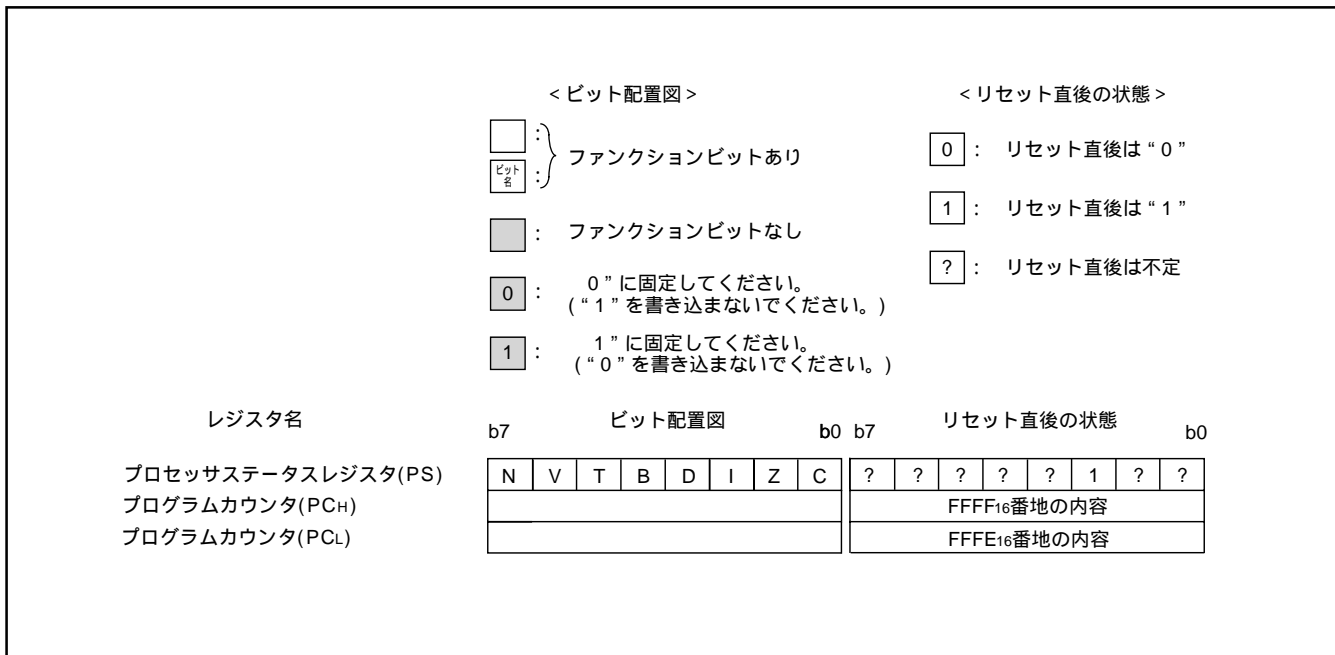 ＜ビット配置図＞
：
ビット名 ：
ファンクションビットあり
： ファンクションビットなし
0 ： 0”に固定してください。
(“1”を書き込まないでください。)
1 ： 1”に固定してください。
(“0”を書き込まないでください。)
＜リセット直後の状態＞
0 ： リセット直後は“0”
1 ： リセット直後は“1”
? ： リセット直後は不定
レジスタ名 ビット配置図 リセット直後の状態
b7 b0 b7 b0
プロセッサステータスレジスタ(PS) N V T B D I Z C ? ? ? ? ? 1 ? ?
プログラムカウンタ(PCH) FFFF16番地の内容
プログラムカウンタ(PCL) FFFE16番地の内容